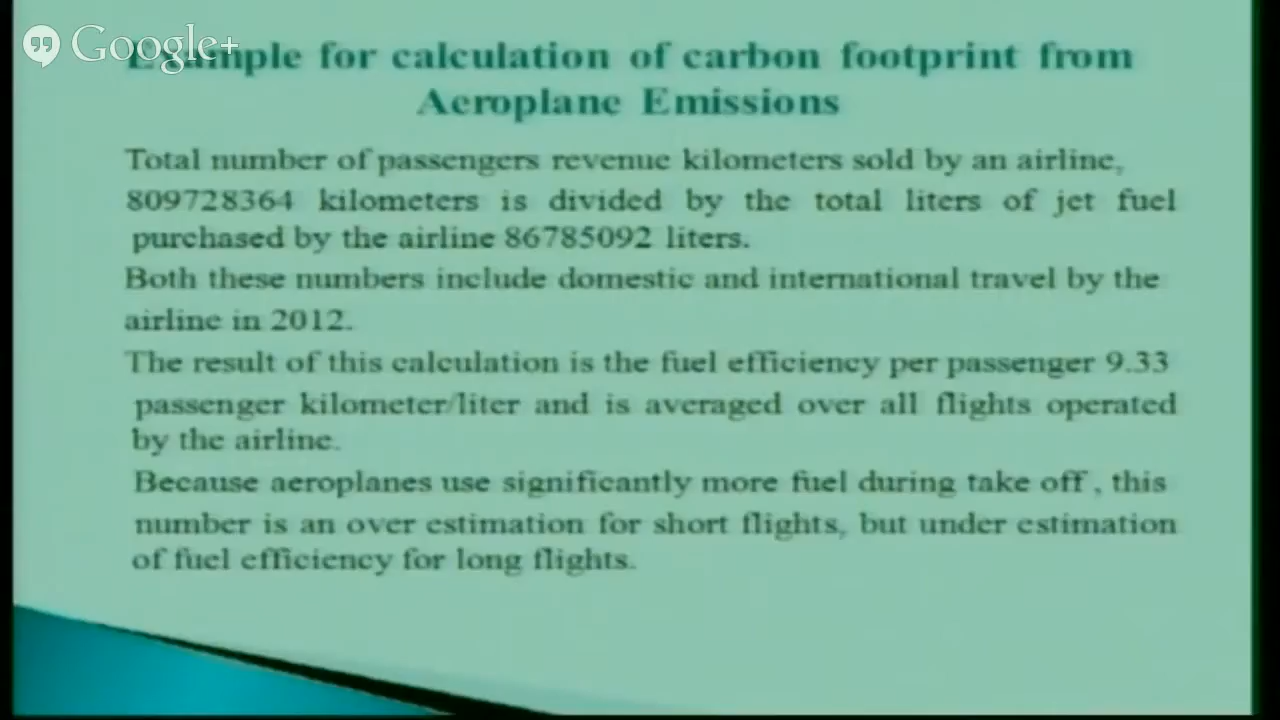 Google+
Example for calculation of carbon footprint from
Aeroplane Emissions
Total number of passengers revenue kilometers sold by an airline,
809728364 kilometers is divided by the total liters of jet fuel
purchased by the airline 86785092 liters.
Both these numbers include domestic and international travel by the
airline in 2012.
The result of this calculation is the fuel efficiency per passenger 9.33
passenger kilometer/liter and is averaged over all flights operated
by the airline.
Because aeroplanes use significantly more fuel during take off , this
number is an over estimation for short flights, but under estimation
of fuel efficiency for long flights.